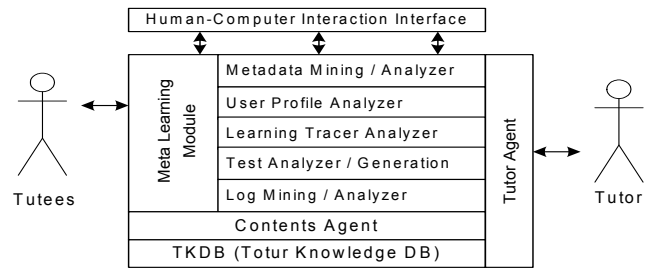 Human-Computer Interaction Interface
Meta Learning
Module
Metadata Mining / Analyzer
User Profile Analyzer
Learning Tracer Analyzer
Test Analyzer / Generation
Log Mining / Analyzer
Tutor Agent
Tutees
Tutor
Contents Agent
TKDB (Totur Knowledge DB)